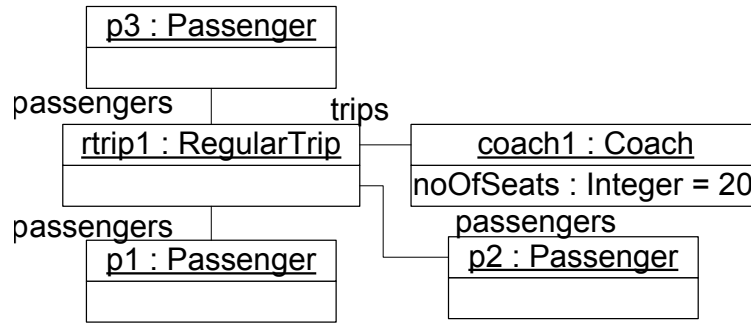 p3 : Passenger
passengers
trips
rtrip1 : RegularTrip
coach1 : Coach
noOfSeats : Integer = 20
passengers
passengers
p1 : Passenger
p2 : Passenger